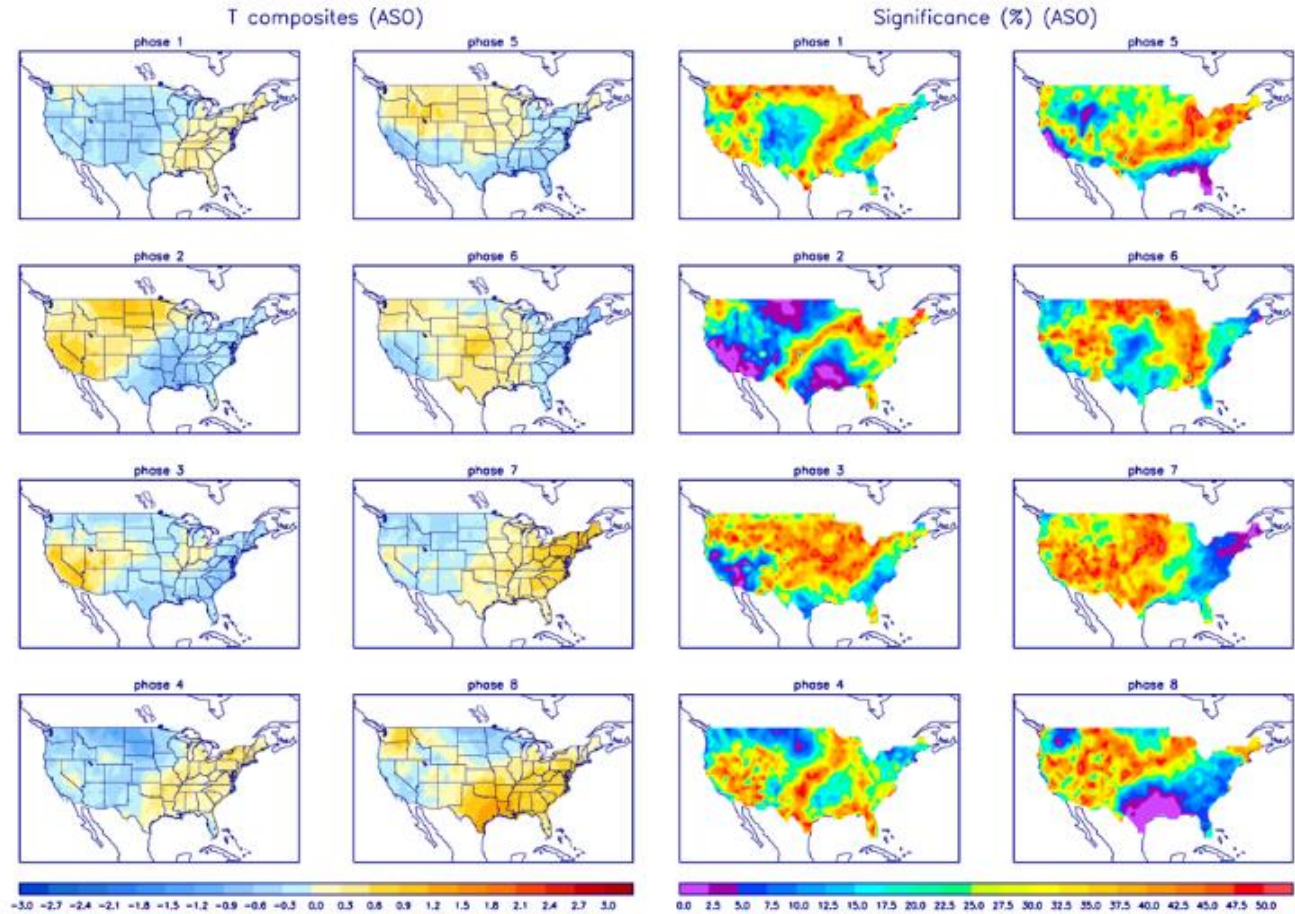 T composites (ASO)
Significance (%) (ASO)
phase 1
phase 5
phase 1
phase 5
phase 2
phase 6
phase 2
phase 6
phase 3
phase 7
phase 3
phase 7
phase 4
phase 8
phase 4
phase 8
-3.0 -2.7 -2.4 -2.1 -1.8 -1.5 -1.2 -0.9 -0.6 -0.3 0.0 0.3 0.6 0.9 1.2 1.5 1.8 2.1 2.4 2.7 3.0
0.0 2.5 5.0 7.5 10.0 12.5 15.0 17.5 20.0 22.5 25.0 27.5 30.0 32.5 35.0 37.5 40.0 42.5 45.0 47.5 50.0